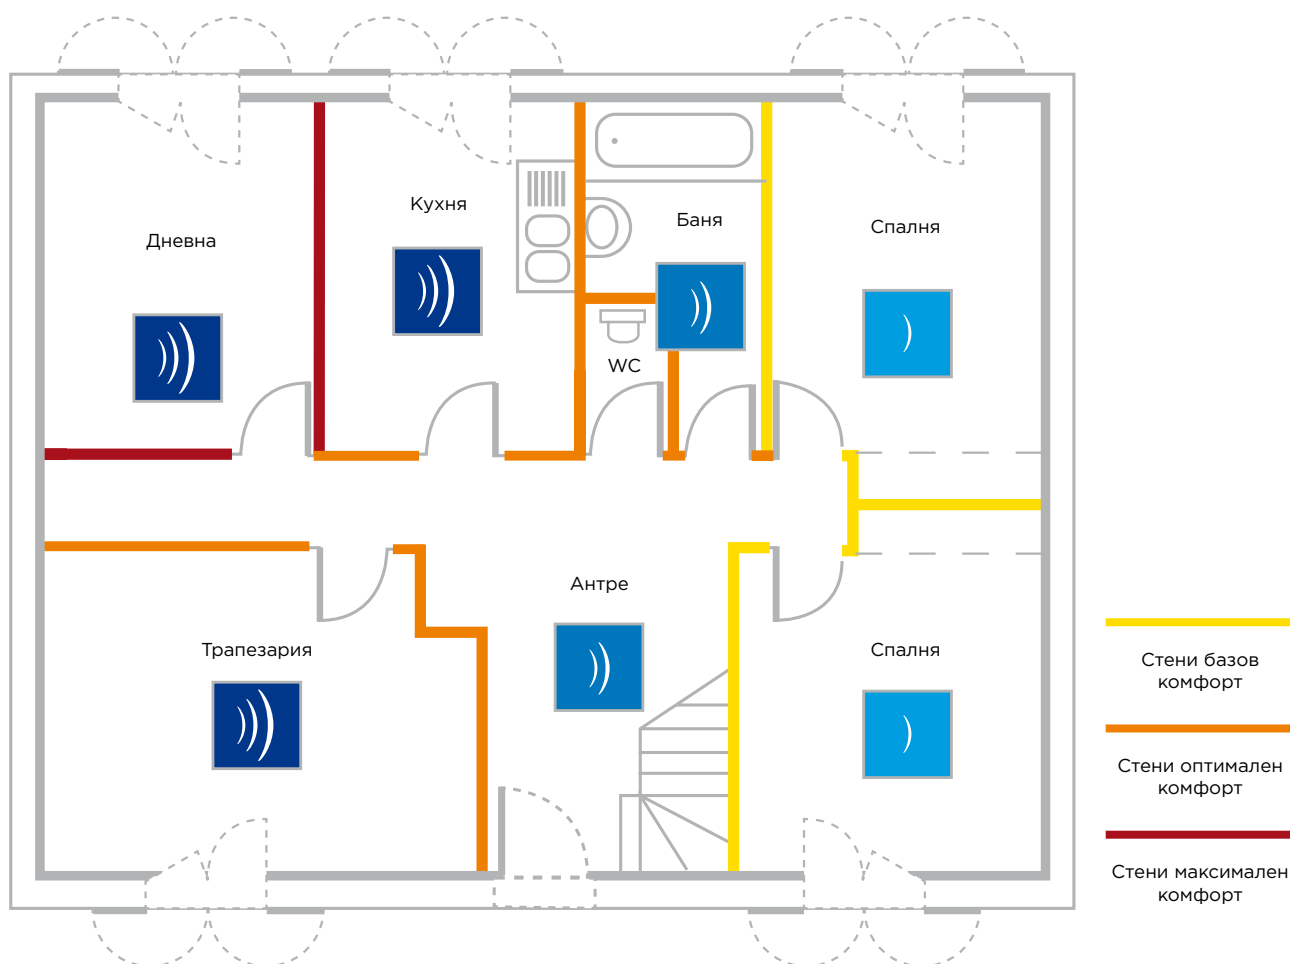 Кухня
Баня
Спалня
Дневна
WC
Антре
Трапезария
Спалня
Стени базов
комфорт
Стени оптимален
комфорт
Стени максимален
комфорт